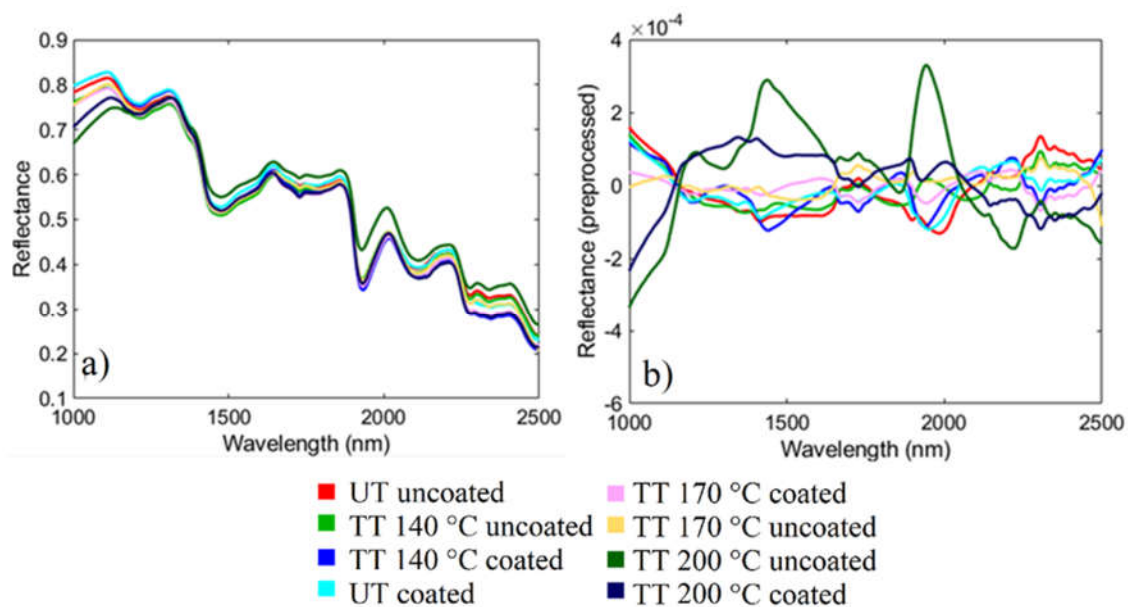 0.9
0.8
0.7
0.6
0.5
0.4
0.3
0.2
0.1
Reflectance
a)
1000 1500 2000 2500
Wavelength (nm)
×10⁻⁴
4
2
0
-2
-4
-6
Reflectance (preprocessed)
b)
1000 1500 2000 2500
Wavelength (nm)
UT uncoated
TT 140 °C uncoated
TT 140 °C coated
UT coated
TT 170 °C coated
TT 170 °C uncoated
TT 200 °C uncoated
TT 200 °C coated